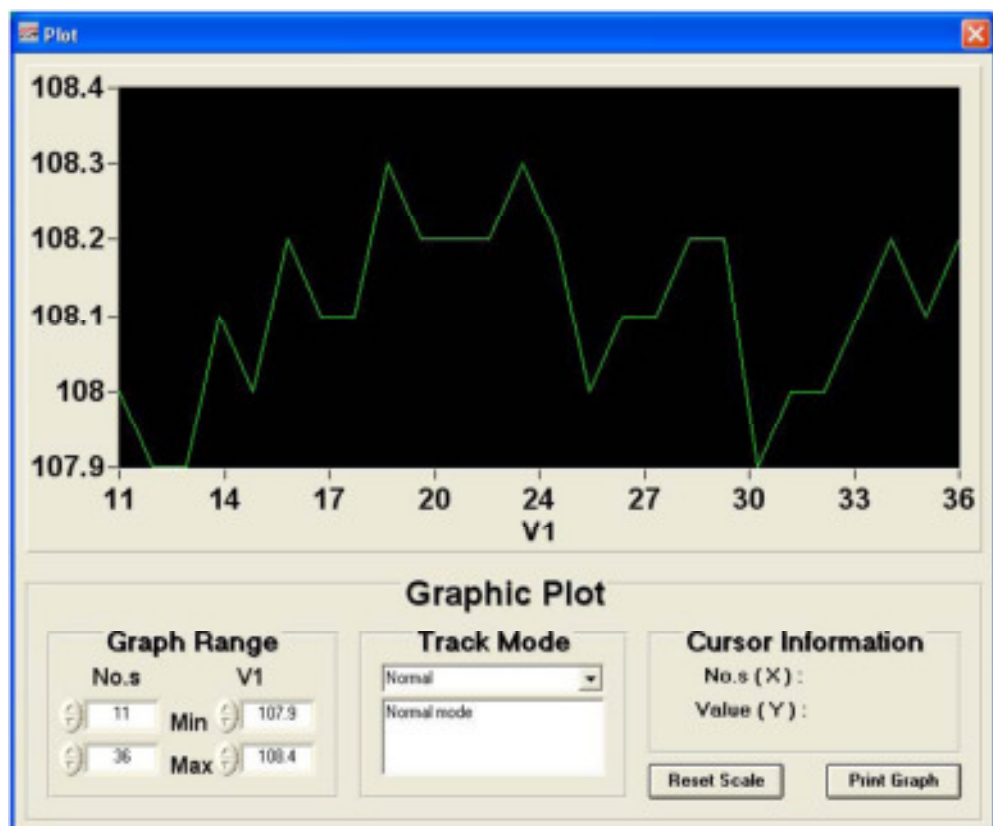 Plot
108.4
108.3
108.2
108.1
108
107.9
11 14 17 20 24 27 30 33 36
V1
Graphic Plot
Graph Range
No.s V1
11 Min 107.9
36 Max 108.4
Track Mode
Normal
Normal mode
Cursor Information
No.s ( X ) :
Value ( Y ) :
Reset Scale Print Graph